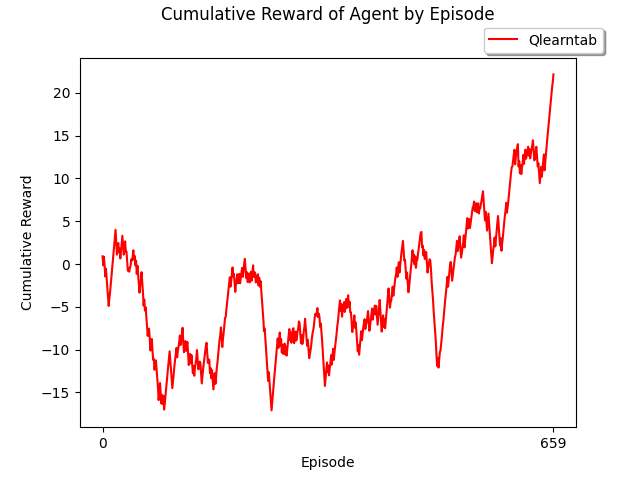 Cumulative Reward of Agent by Episode
Qlearntab
20
15
10
5
0
−5
−10
−15
Cumulative Reward
0 659
Episode